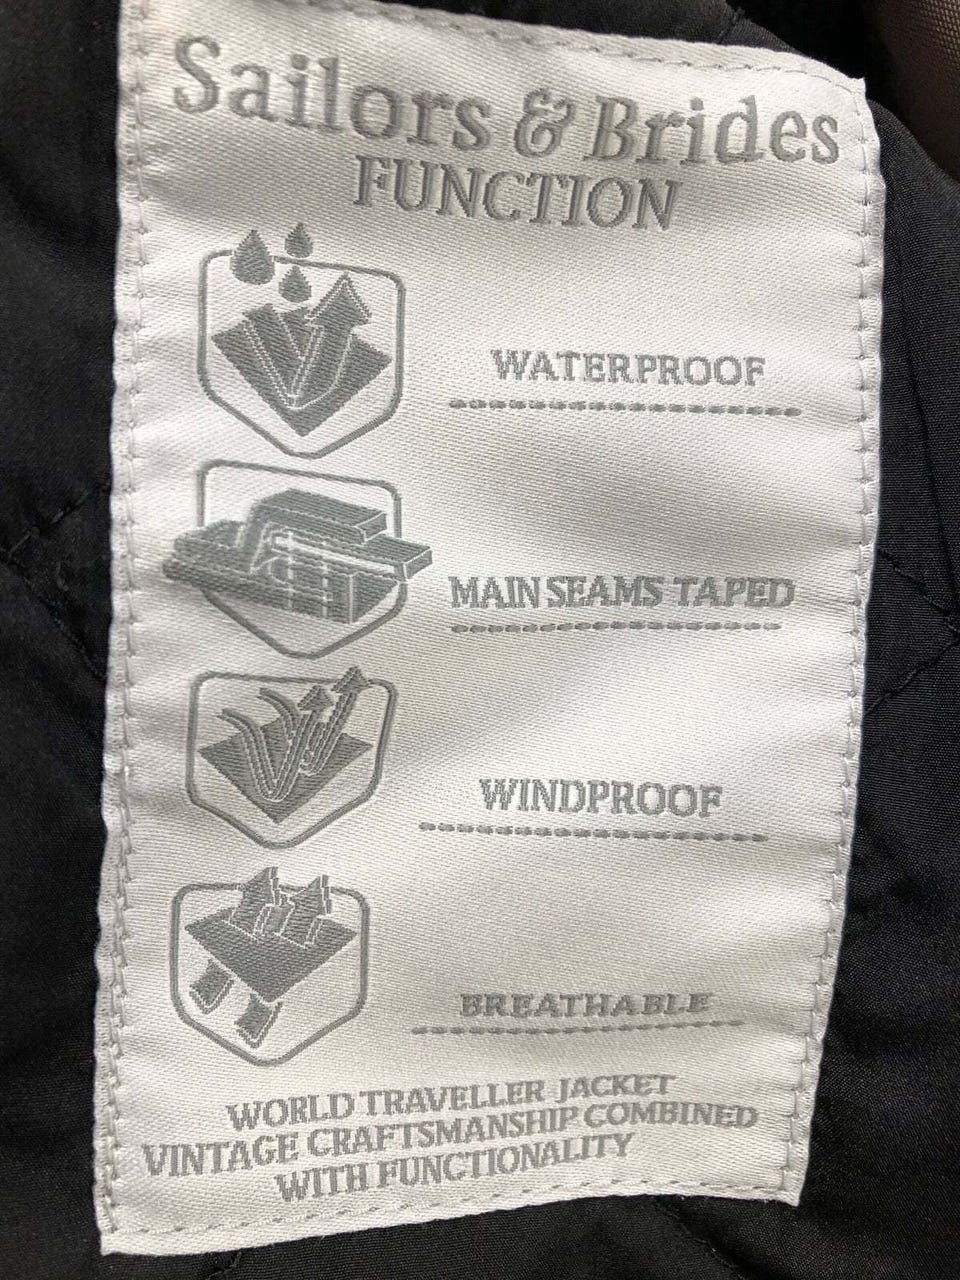 Sailors & Brides
FUNCTION
WATERPROOF
MAIN SEAMS TAPED
WINDPROOF
BREATHABLE
WORLD TRAVELLER JACKET
VINTAGE CRAFTSMANSHIP COMBINED
WITH FUNCTIONALITY